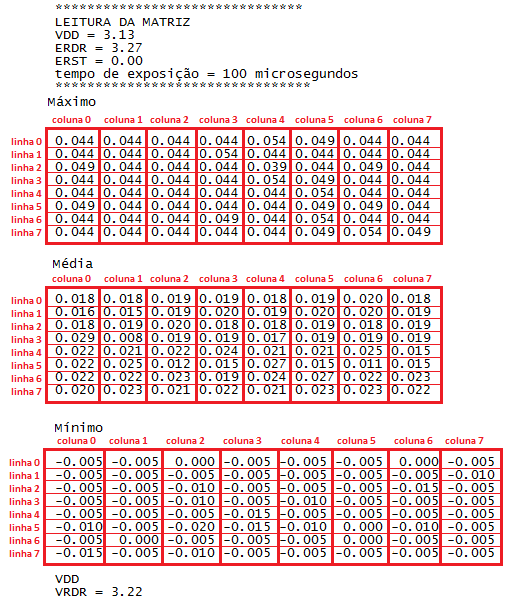 *******************************
LEITURA DA MATRIZ
VDD = 3.13
ERDR = 3.27
ERST = 0.00
tempo de exposição = 100 microsegundos
********************************
Máximo
coluna 0 coluna 1 coluna 2 coluna 3 coluna 4 coluna 5 coluna 6 coluna 7
linha 0 0.044 0.044 0.044 0.044 0.054 0.049 0.044 0.044
linha 1 0.044 0.044 0.044 0.054 0.044 0.044 0.044 0.044
linha 2 0.049 0.044 0.044 0.044 0.039 0.044 0.049 0.044
linha 3 0.044 0.044 0.044 0.044 0.054 0.049 0.044 0.044
linha 4 0.044 0.044 0.044 0.044 0.044 0.054 0.044 0.044
linha 5 0.049 0.044 0.044 0.044 0.044 0.049 0.049 0.044
linha 6 0.044 0.044 0.044 0.049 0.044 0.054 0.044 0.044
linha 7 0.044 0.044 0.044 0.044 0.044 0.049 0.054 0.049
Média
coluna 0 coluna 1 coluna 2 coluna 3 coluna 4 coluna 5 coluna 6 coluna 7
linha 0 0.018 0.018 0.019 0.019 0.018 0.019 0.020 0.018
linha 1 0.016 0.015 0.019 0.020 0.019 0.020 0.020 0.019
linha 2 0.018 0.019 0.020 0.018 0.018 0.019 0.018 0.019
linha 3 0.029 0.008 0.019 0.019 0.017 0.019 0.019 0.019
linha 4 0.022 0.021 0.022 0.024 0.021 0.021 0.025 0.015
linha 5 0.022 0.025 0.012 0.015 0.027 0.015 0.011 0.015
linha 6 0.022 0.022 0.023 0.019 0.024 0.027 0.022 0.023
linha 7 0.020 0.023 0.021 0.022 0.021 0.023 0.023 0.022
Mínimo
coluna 0 coluna 1 coluna 2 coluna 3 coluna 4 coluna 5 coluna 6 coluna 7
linha 0 -0.005 -0.005 0.000 -0.005 -0.005 -0.005 0.000 -0.005
linha 1 -0.005 -0.005 -0.005 -0.005 -0.005 -0.005 -0.005 -0.010
linha 2 -0.005 -0.005 -0.010 -0.005 -0.005 -0.005 -0.015 -0.005
linha 3 -0.005 -0.005 -0.010 -0.005 -0.010 -0.005 -0.005 -0.005
linha 4 -0.005 -0.005 -0.005 -0.015 -0.005 -0.005 -0.005 -0.005
linha 5 -0.010 -0.005 -0.020 -0.015 -0.010 0.000 -0.010 -0.005
linha 6 -0.005 0.000 -0.005 -0.005 -0.005 0.000 -0.005 -0.005
linha 7 -0.015 -0.005 -0.010 -0.005 -0.005 -0.005 -0.005 -0.005
VDD
VRDR = 3.22